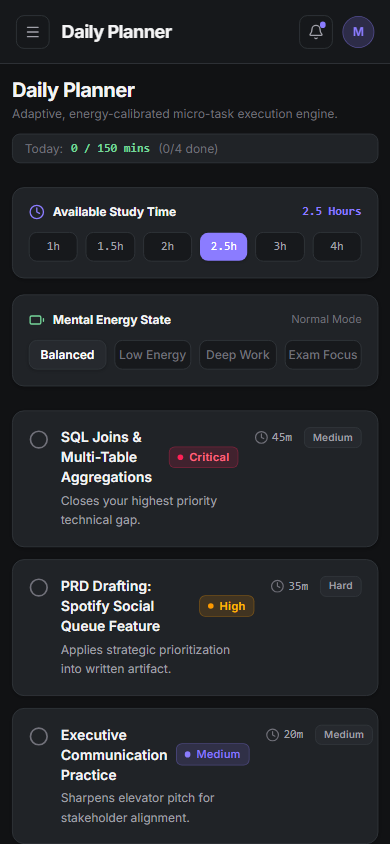 Daily Planner
M
Daily Planner
Adaptive, energy-calibrated micro-task execution engine.
Today: 0 / 150 mins (0/4 done)
Available Study Time
2.5 Hours
1h 1.5h 2h 2.5h 3h 4h
Mental Energy State
Normal Mode
Balanced Low Energy Deep Work Exam Focus
SQL Joins &
Multi-Table
Aggregations
Critical
45m
Medium
Closes your highest priority
technical gap.
PRD Drafting:
Spotify Social
Queue Feature
High
35m
Hard
Applies strategic prioritization
into written artifact.
Executive
Communication
Practice
Medium
20m
Medium
Sharpens elevator pitch for
stakeholder alignment.